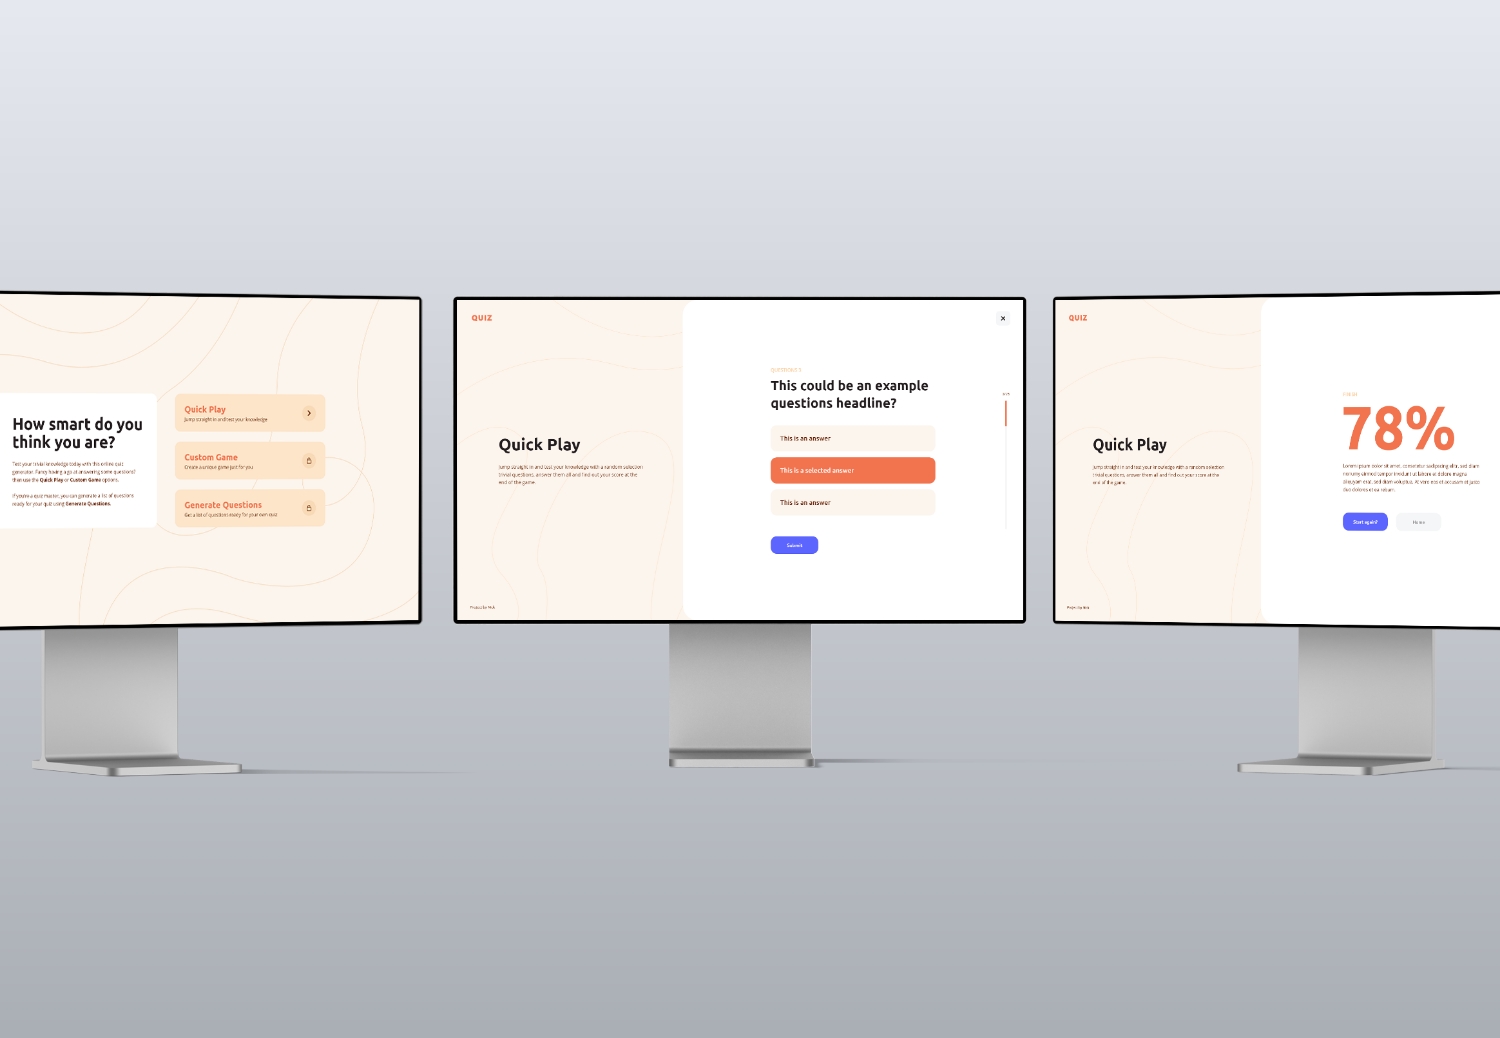 How smart do you
think you are?
Test your trivial knowledge today with this online quiz
generator. Fancy having a go at answering some questions?
then use the Quick Play or Custom Game options.
If you're a quiz master, you can generate a list of questions
ready for your quiz using Generate Questions.
Quick Play
Jump straight in and test your knowledge
Custom Game
Create a unique game just for you
Generate Questions
Get a list of question ready for your own quiz
QUIZ
Quick Play
Jump straight in and test your knowledge with a random selection
trivial questions, answer them all and find out your score at the
end of the game.
Project by Nick
This could be an example
questions headline?
This is an answer
This is a selected answer
This is an answer
Submit
QUIZ
Quick Play
Jump straight in and test your knowledge with a random selection
trivial questions, answer them all and find out your score at the
end of the game.
Project by Nick
78%
Lorem ipsum dolor sit amet, consetetur sadipscing elitr, sed diam
nonumy eirmod tempor invidunt ut labore et dolore magna
aliquyam erat, sed diam voluptua. At vero eos et accusam et justo
duo dolores et ea rebum.
Start again?
Home